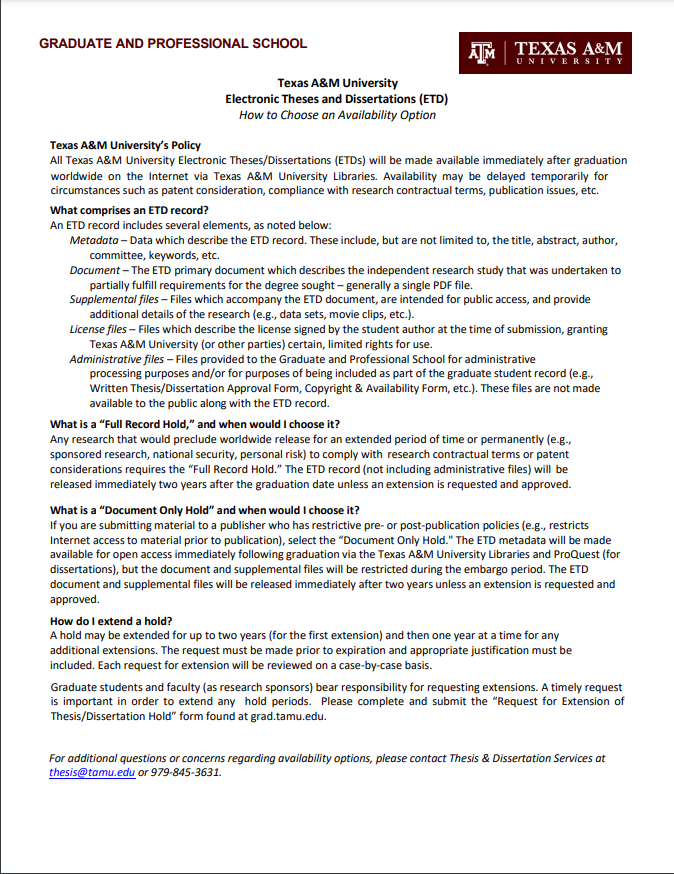 GRADUATE AND PROFESSIONAL SCHOOL
ATM
TEXAS A&M
UNIVERSITY
Texas A&M University
Electronic Theses and Dissertations (ETD)
How to Choose an Availability Option
Texas A&M University's Policy
All Texas A&M University Electronic Theses/Dissertations (ETDs) will be made available immediately after graduation
worldwide on the Internet via Texas A&M University Libraries. Availability may be delayed temporarily for
circumstances such as patent consideration, compliance with research contractual terms, publication issues, etc.
What comprises an ETD record?
An ETD record includes several elements, as noted below:
Metadata – Data which describe the ETD record. These include, but are not limited to, the title, abstract, author,
committee, keywords, etc.
Document – The ETD primary document which describes the independent research study that was undertaken to
partially fulfill requirements for the degree sought – generally a single PDF file.
Supplemental files – Files which accompany the ETD document, are intended for public access, and provide
additional details of the research (e.g., data sets, movie clips, etc.).
License files – Files which describe the license signed by the student author at the time of submission, granting
Texas A&M University (or other parties) certain, limited rights for use.
Administrative files – Files provided to the Graduate and Professional School for administrative
processing purposes and/or for purposes of being included as part of the graduate student record (e.g.,
Written Thesis/Dissertation Approval Form, Copyright & Availability Form, etc.). These files are not made
available to the public along with the ETD record.
What is a “Full Record Hold,” and when would I choose it?
Any research that would preclude worldwide release for an extended period of time or permanently (e.g.,
sponsored research, national security, personal risk) to comply with research contractual terms or patent
considerations requires the “Full Record Hold.” The ETD record (not including administrative files) will be
released immediately two years after the graduation date unless an extension is requested and approved.
What is a “Document Only Hold” and when would I choose it?
If you are submitting material to a publisher who has restrictive pre- or post-publication policies (e.g., restricts
Internet access to material prior to publication), select the “Document Only Hold." The ETD metadata will be made
available for open access immediately following graduation via the Texas A&M University Libraries and ProQuest (for
dissertations), but the document and supplemental files will be restricted during the embargo period. The ETD
document and supplemental files will be released immediately after two years unless an extension is requested and
approved.
How do I extend a hold?
A hold may be extended for up to two years (for the first extension) and then one year at a time for any
additional extensions. The request must be made prior to expiration and appropriate justification must be
included. Each request for extension will be reviewed on a case-by-case basis.
Graduate students and faculty (as research sponsors) bear responsibility for requesting extensions. A timely request
is important in order to extend any hold periods. Please complete and submit the “Request for Extension of
Thesis/Dissertation Hold” form found at grad.tamu.edu.
For additional questions or concerns regarding availability options, please contact Thesis & Dissertation Services at
thesis@tamu.edu or 979-845-3631.